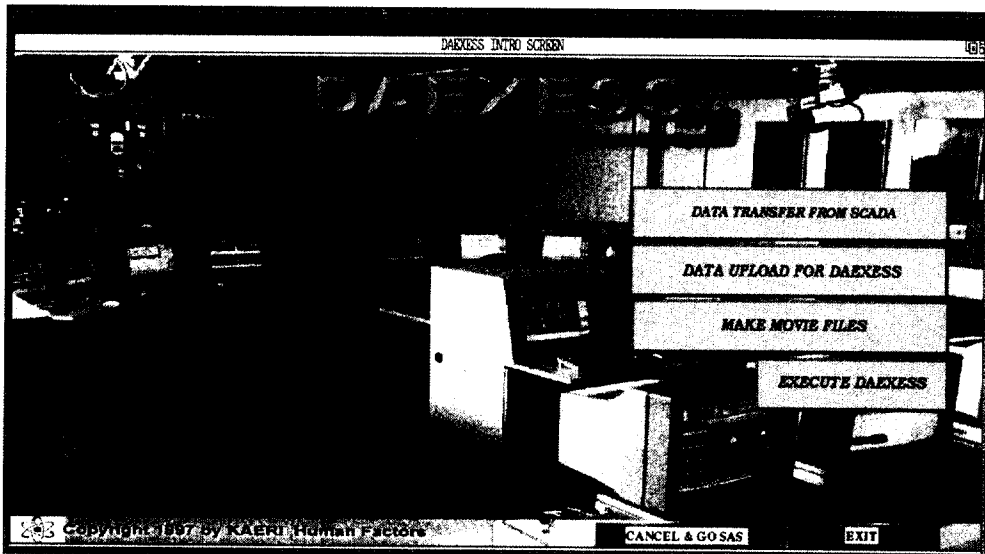 DAEXESS INTRO SCREEN
DAEXESS
DATA TRANSFER FROM SCADA
DATA UPLOAD FOR DAEXESS
MAKE MOVIE FILES
EXECUTE DAEXESS
Copyright 1997 by KAERI Human Factors
CANCEL & GO SAS
EXIT